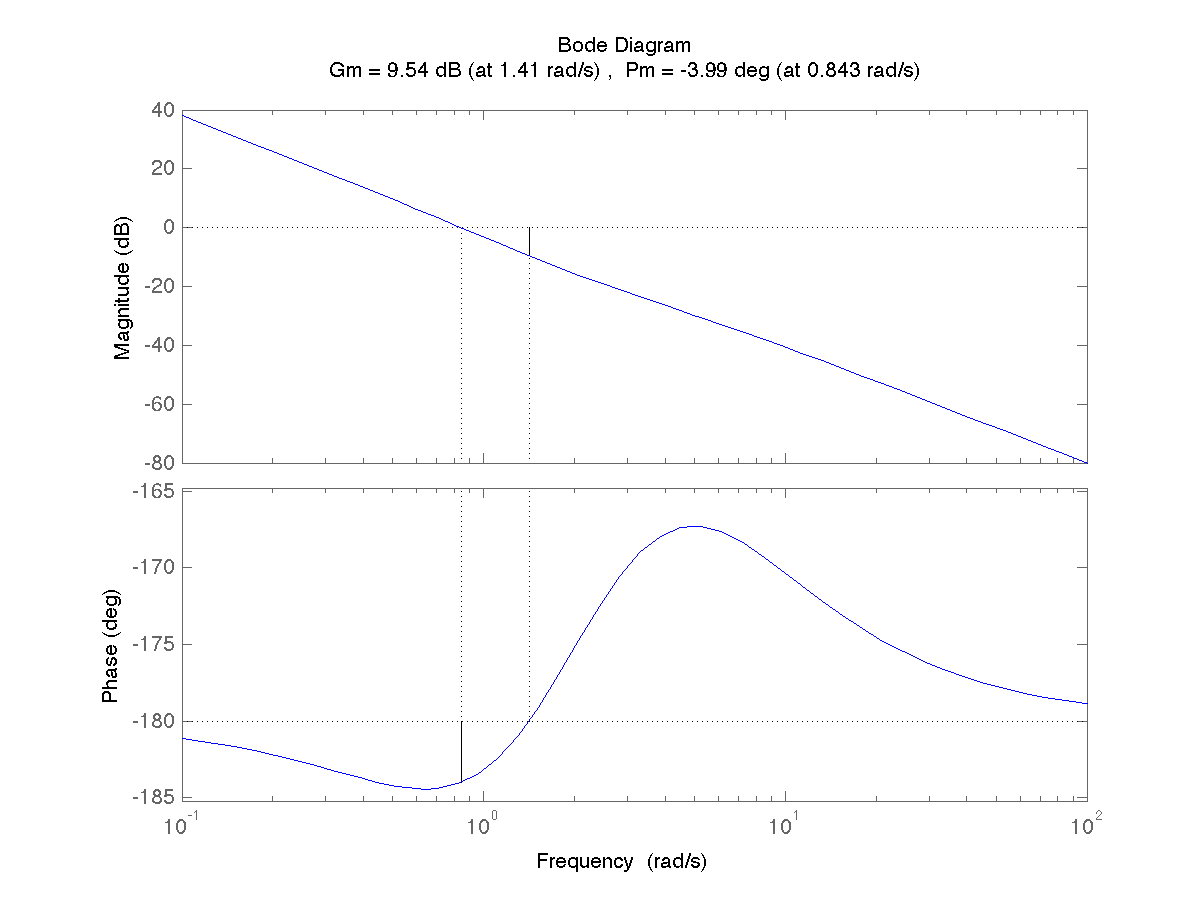 Bode Diagram
Gm = 9.54 dB (at 1.41 rad/s) ,  Pm = -3.99 deg (at 0.843 rad/s)
Magnitude (dB)
40
20
0
-20
-40
-60
-80
Phase (deg)
-165
-170
-175
-180
-185
10^-1 10^0 10^1 10^2
Frequency  (rad/s)